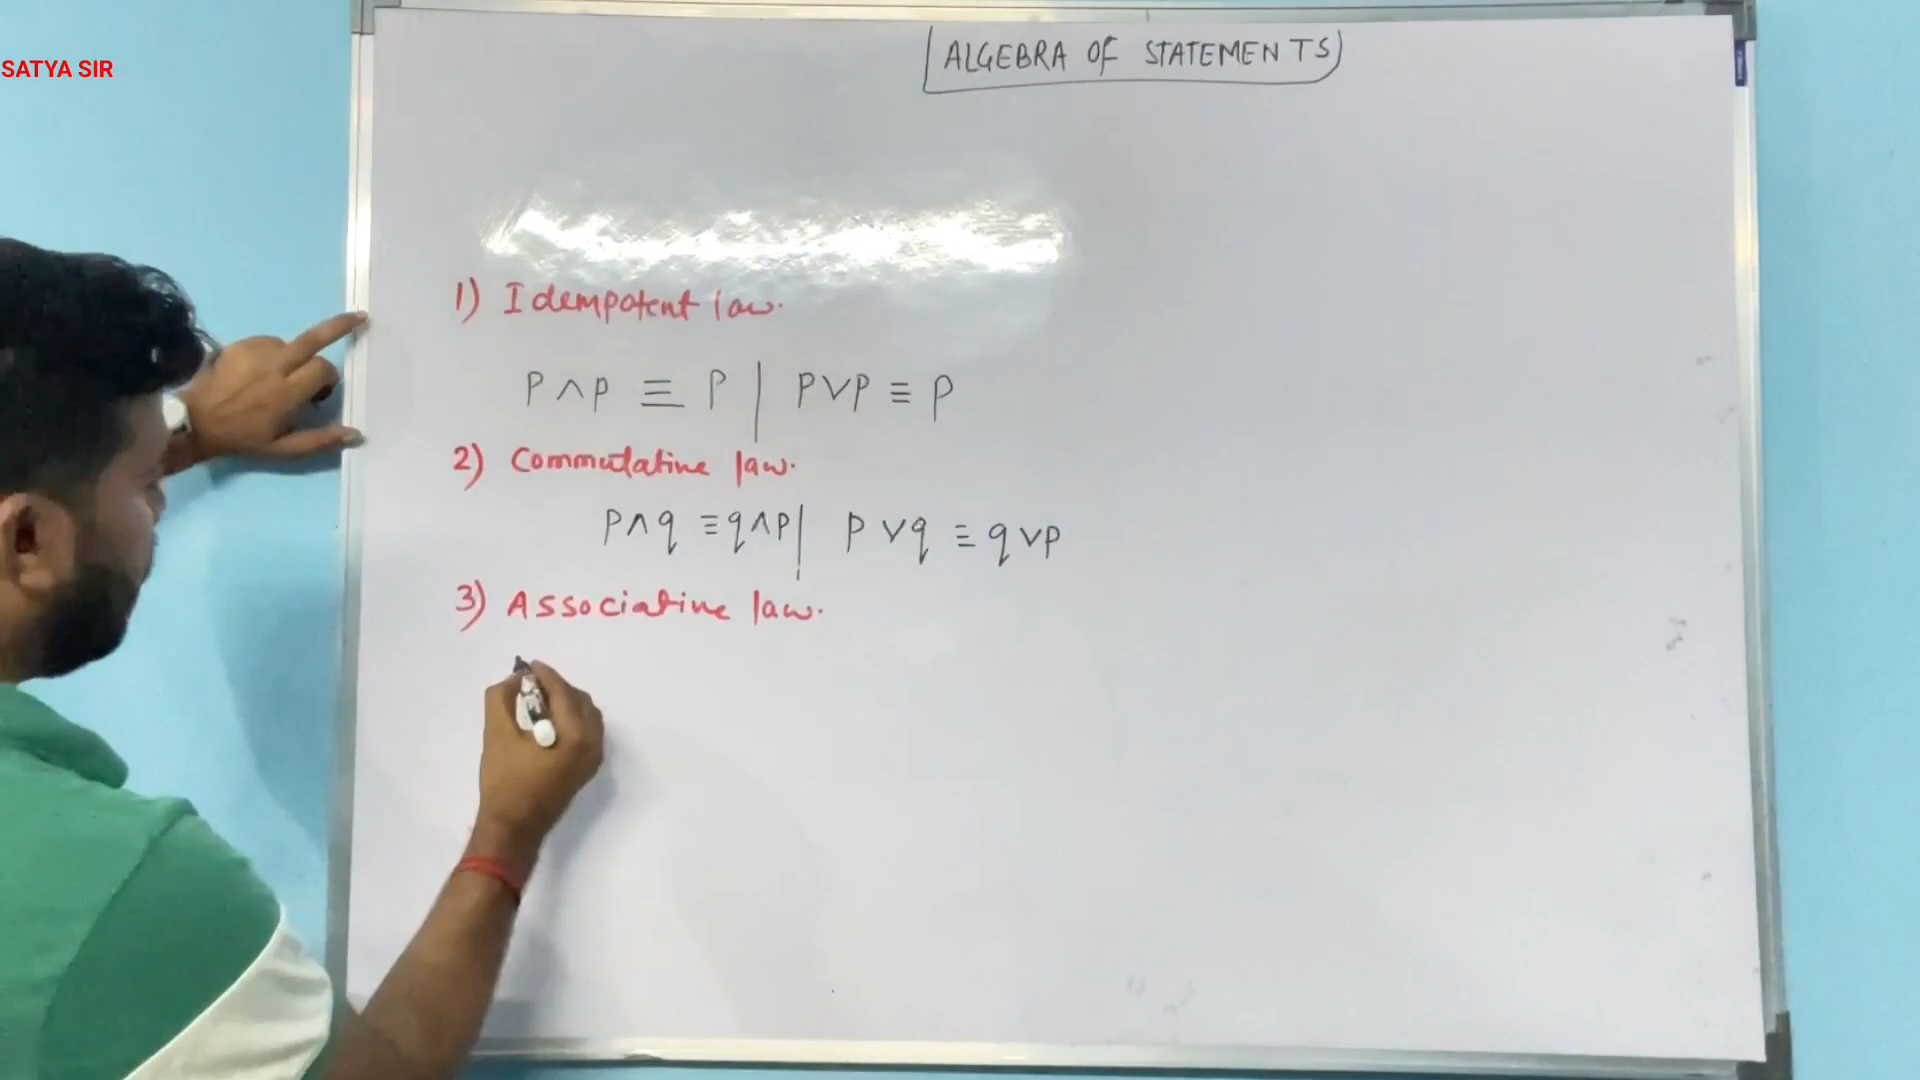 SATYA SIR
ALGEBRA OF STATEMENTS
1) Idempotent law.
P ∧ p ≡ P | P ∨ P ≡ P
2) Commutative law.
p ∧ q ≡ q ∧ p | p ∨ q ≡ q ∨ p
3) Associative law.